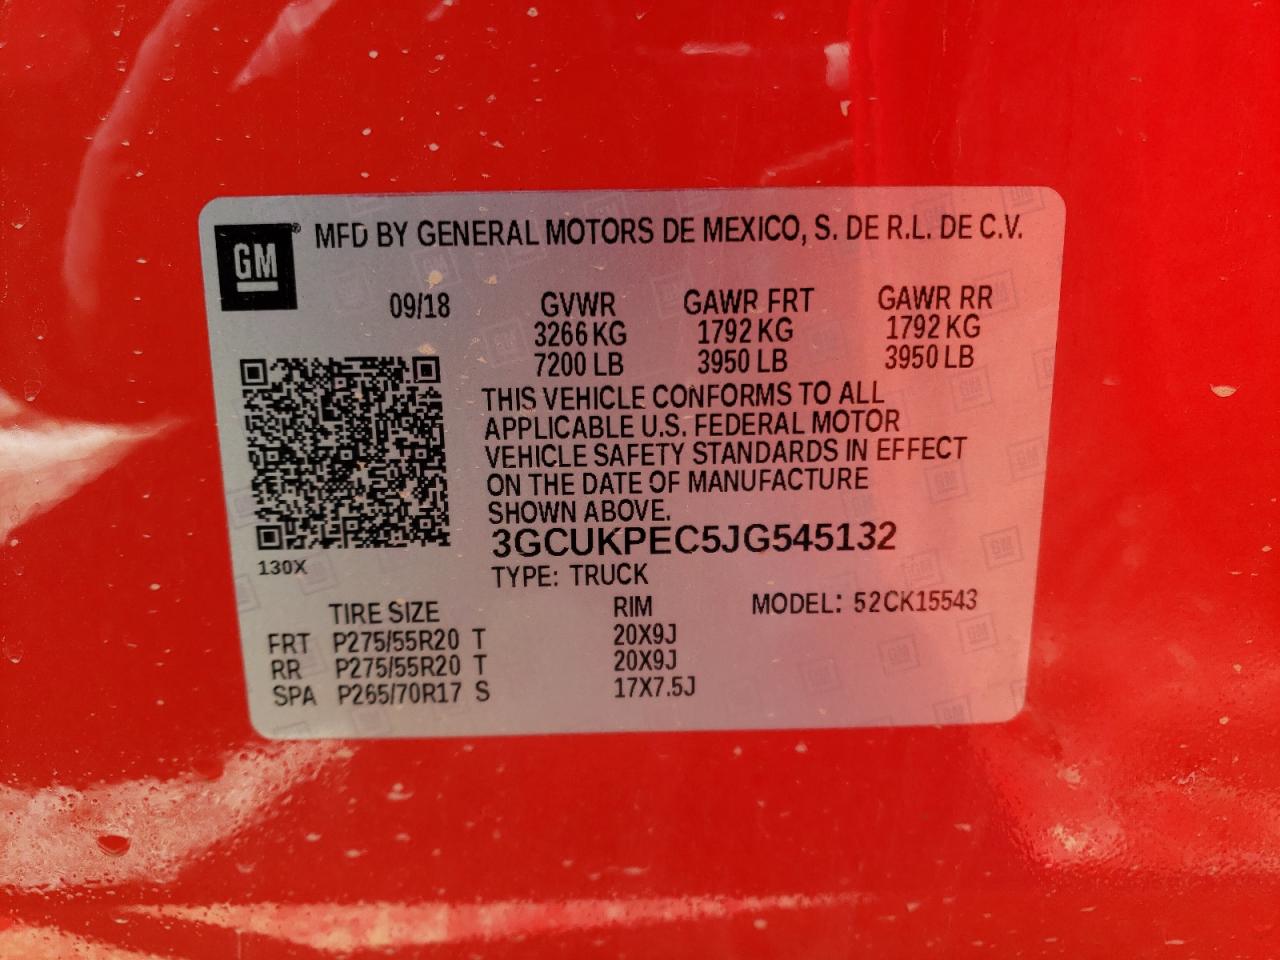 GM® MFD BY GENERAL MOTORS DE MEXICO, S. DE R.L. DE C.V.
09/18 GVWR GAWR FRT GAWR RR
3266 KG 1792 KG 1792 KG
7200 LB 3950 LB 3950 LB
THIS VEHICLE CONFORMS TO ALL
APPLICABLE U.S. FEDERAL MOTOR
VEHICLE SAFETY STANDARDS IN EFFECT
ON THE DATE OF MANUFACTURE
SHOWN ABOVE.
3GCUKPEC5JG545132
130X
TYPE: TRUCK
TIRE SIZE RIM MODEL: 52CK15543
FRT P275/55R20 T 20X9J
RR P275/55R20 T 20X9J
SPA P265/70R17 S 17X7.5J